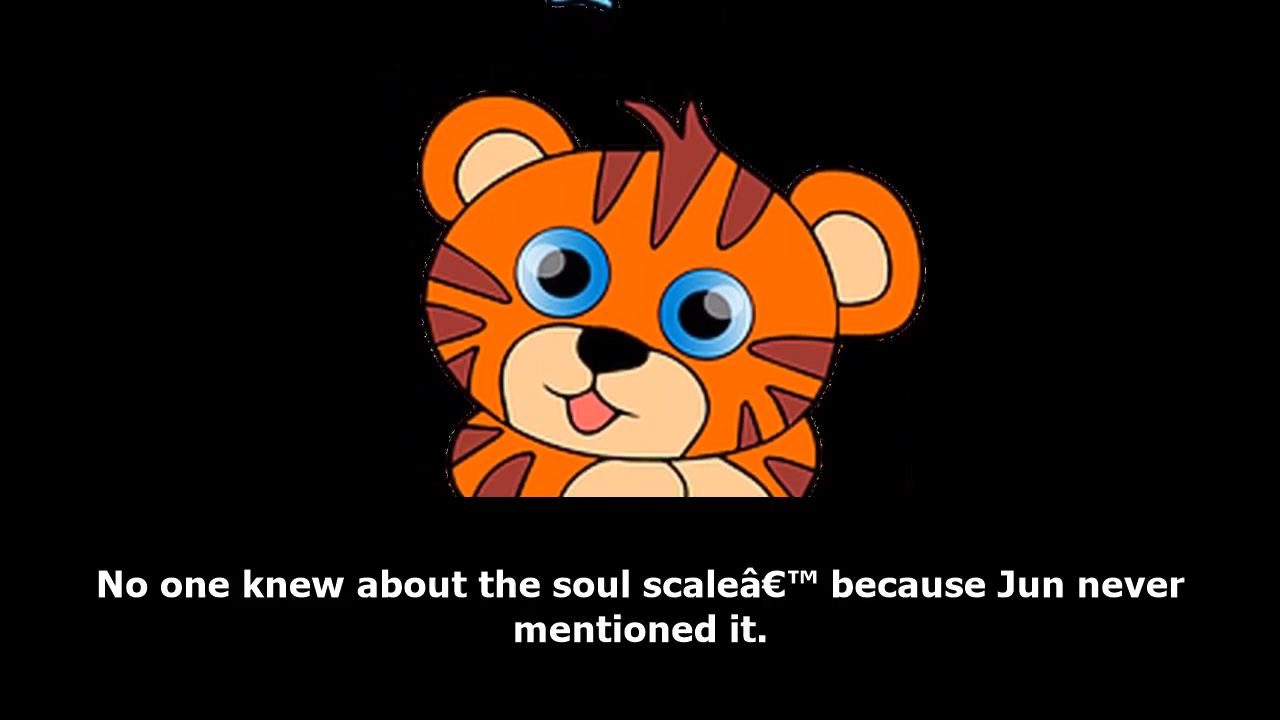 No one knew about the soul scaleâ€™ because Jun never
mentioned it.